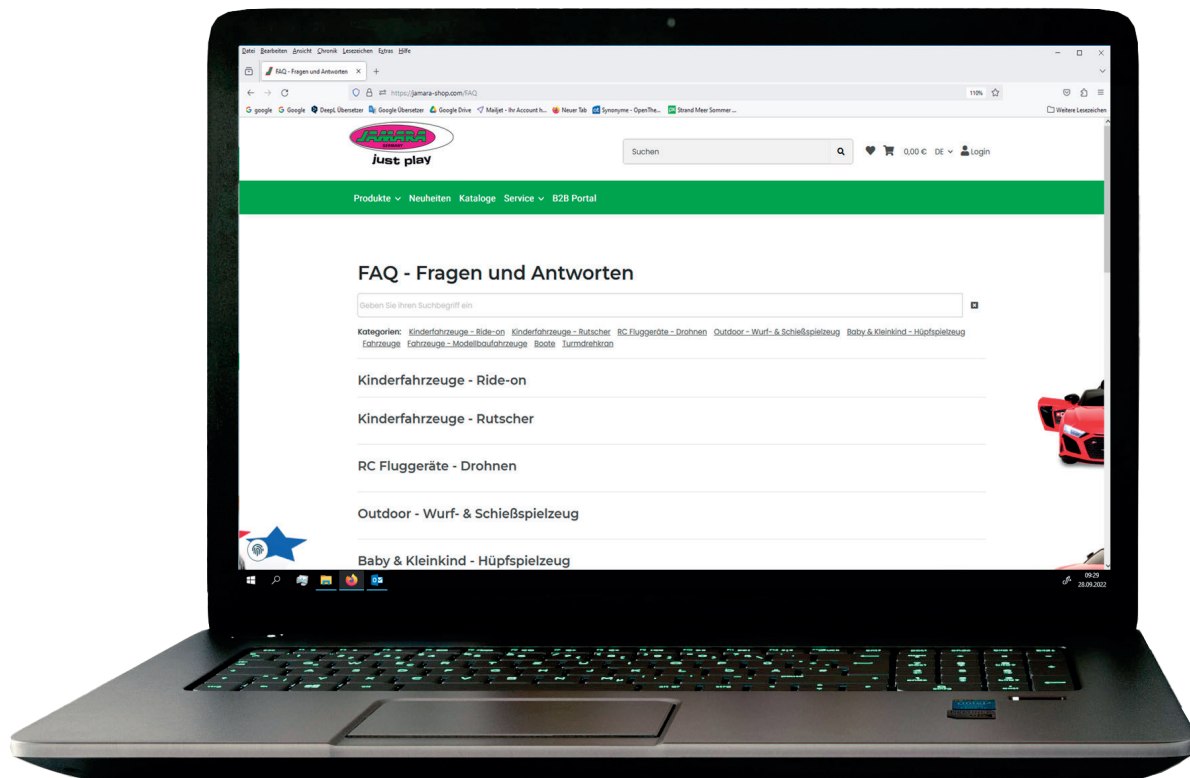 Datei Bearbeiten Ansicht Chronik Lesezeichen Extras Hilfe
FAQ - Fragen und Antworten
https://jamara-shop.com/FAQ 110%
google Google DeepL Übersetzer Google Übersetzer Google Drive Mailjet - Ihr Account h... Neuer Tab Synonyme - OpenThe... Strand Meer Sommer ... Weitere Lesezeichen
JAMARA
GERMANY
just play
Suchen 0,00 € DE Login
Produkte Neuheiten Kataloge Service B2B Portal
FAQ - Fragen und Antworten
Geben Sie ihren Suchbegriff ein
Kategorien: Kinderfahrzeuge - Ride-on Kinderfahrzeuge - Rutscher RC Fluggeräte - Drohnen Outdoor - Wurf- & Schießspielzeug Baby & Kleinkind - Hüpfspielzeug
Fahrzeuge Fahrzeuge - Modellbaufahrzeuge Boote Turmdrehkran
Kinderfahrzeuge - Ride-on
Kinderfahrzeuge - Rutscher
RC Fluggeräte - Drohnen
Outdoor - Wurf- & Schießspielzeug
Baby & Kleinkind - Hüpfspielzeug
09:29
28.09.2022